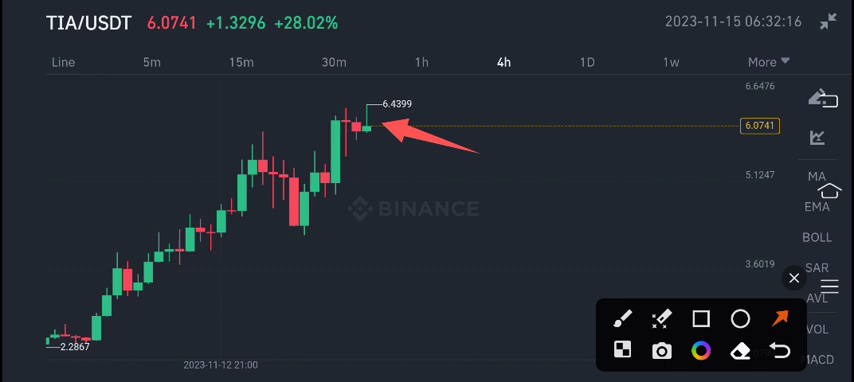 TIA/USDT 6.0741 +1.3296 +28.02% 2023-11-15 06:32:16
Line 5m 15m 30m 1h 4h 1D 1w More
6.6476
6.4399
6.0741
5.1247
MA
BINANCE
EMA
BOLL
3.6019
SAR
AVL
VOL
2.2867
2023-11-12 21:00
MACD